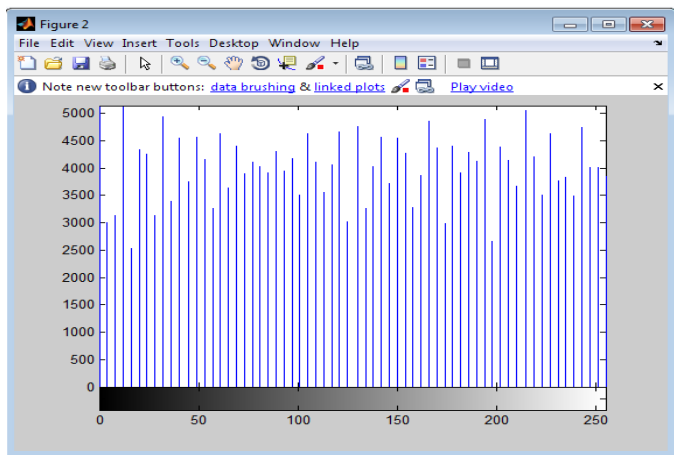 Figure 2
File Edit View Insert Tools Desktop Window Help
Note new toolbar buttons: data brushing & linked plots Play video
5000
4500
4000
3500
3000
2500
2000
1500
1000
500
0
0 50 100 150 200 250